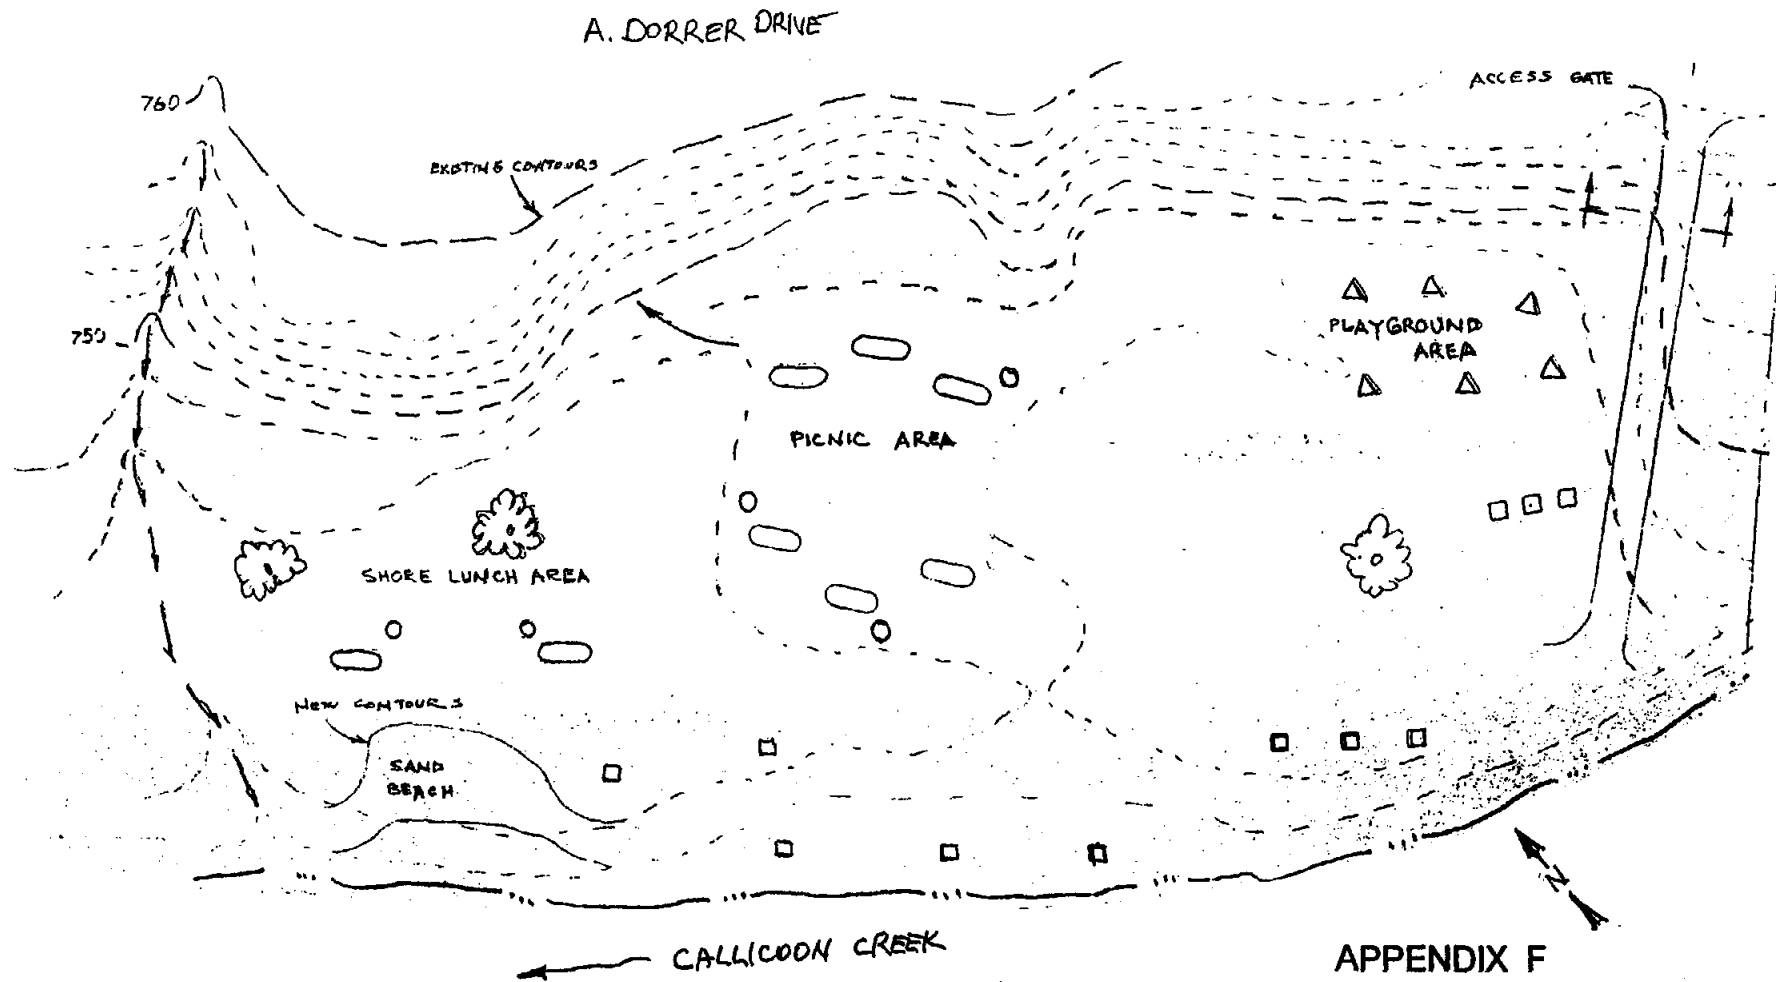 A. DORRER DRIVE
760
ACCESS GATE
EXISTING CONTOURS
750
PLAYGROUND
AREA
PICNIC AREA
SHORE LUNCH AREA
NEW CONTOURS
SAND
BEACH
N
CALLICOON CREEK
APPENDIX F